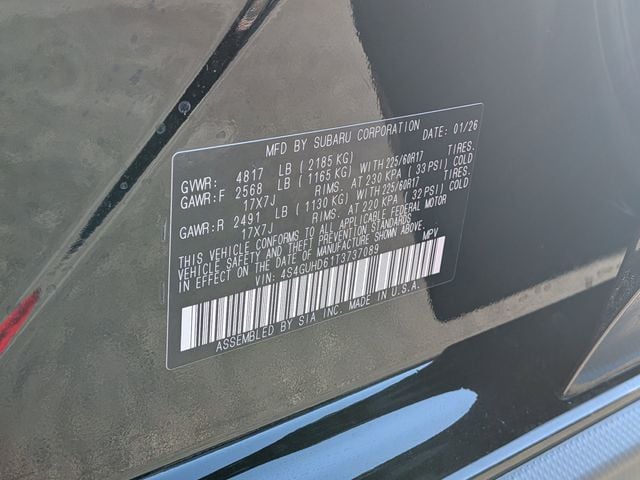 MFD BY SUBARU CORPORATION DATE: 01/26
GVWR: 4817 LB ( 2185 KG)
GAWR:F 2568 LB ( 1165 KG) WITH 225/60R17 TIRES.
17X7J RIMS. AT 230 KPA ( 33 PSI) COLD
GAWR:R 2491 LB ( 1130 KG) WITH 225/60R17 TIRES.
17X7J RIMS. AT 220 KPA ( 32 PSI) COLD
THIS VEHICLE CONFORMS TO ALL APPLICABLE FEDERAL MOTOR
VEHICLE SAFETY AND THEFT PREVENTION STANDARDS
IN EFFECT ON THE DATE OF MANUFACTURE SHOWN ABOVE.
VIN: 4S4GUHD61T3737089 MPV
ASSEMBLED BY SIA INC. MADE IN U.S.A.